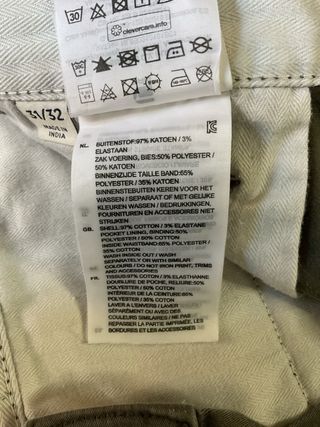 30
clevercare.info
31/32
MADE IN
INDIA
NL. BUITENSTOF:97% KATOEN / 3%
ELASTAAN
ZAK VOERING, BIES:50% POLYESTER /
50% KATOEN
BINNENZIJDE TAILLE BAND:65%
POLYESTER / 35% KATOEN
BINNENSTEBUITEN KEREN VOOR HET
WASSEN / SEPARAAT OF MET GELIJKE
KLEUREN WASSEN / BEDRUKKINGEN,
FOURNITUREN EN ACCESSOIRES NIET
STRIJKEN
GB. SHELL:97% COTTON / 3% ELASTANE
POCKET LINING, BINDING:50%
POLYESTER / 50% COTTON
INSIDE WAISTBAND:65% POLYESTER /
35% COTTON
WASH INSIDE OUT / WASH
SEPARATELY OR WITH SIMILAR
COLOURS / DO NOT IRON PRINT, TRIMS
AND ACCESSORIES
FR. TISSU:97% COTON / 3% ÉLASTHANNE
DOUBLURE DE POCHE, RELIURE:50%
POLYESTER / 50% COTON
INTÉRIEUR DE LA CEINTURE:65%
POLYESTER / 35% COTON
LAVER À L'ENVERS / LAVER
SÉPARÉMENT OU AVEC DES
COULEURS SIMILAIRES / NE PAS
REPASSER LA PARTIE IMPRIMÉE, LES
BORDURES ET LES ACCESSOIRES